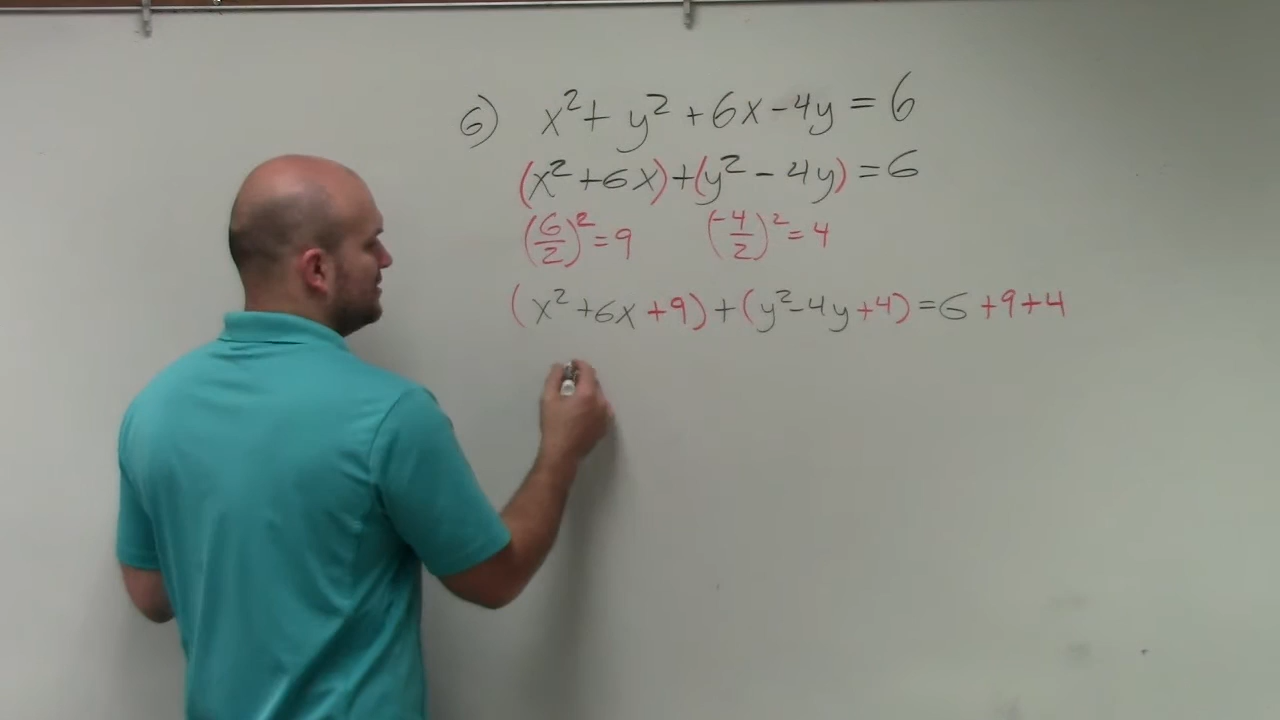 6) x² + y² + 6x - 4y = 6
(x² + 6x) + (y² - 4y) = 6
(6/2)² = 9 (-4/2)² = 4
(x² + 6x + 9) + (y² - 4y + 4) = 6 + 9 + 4